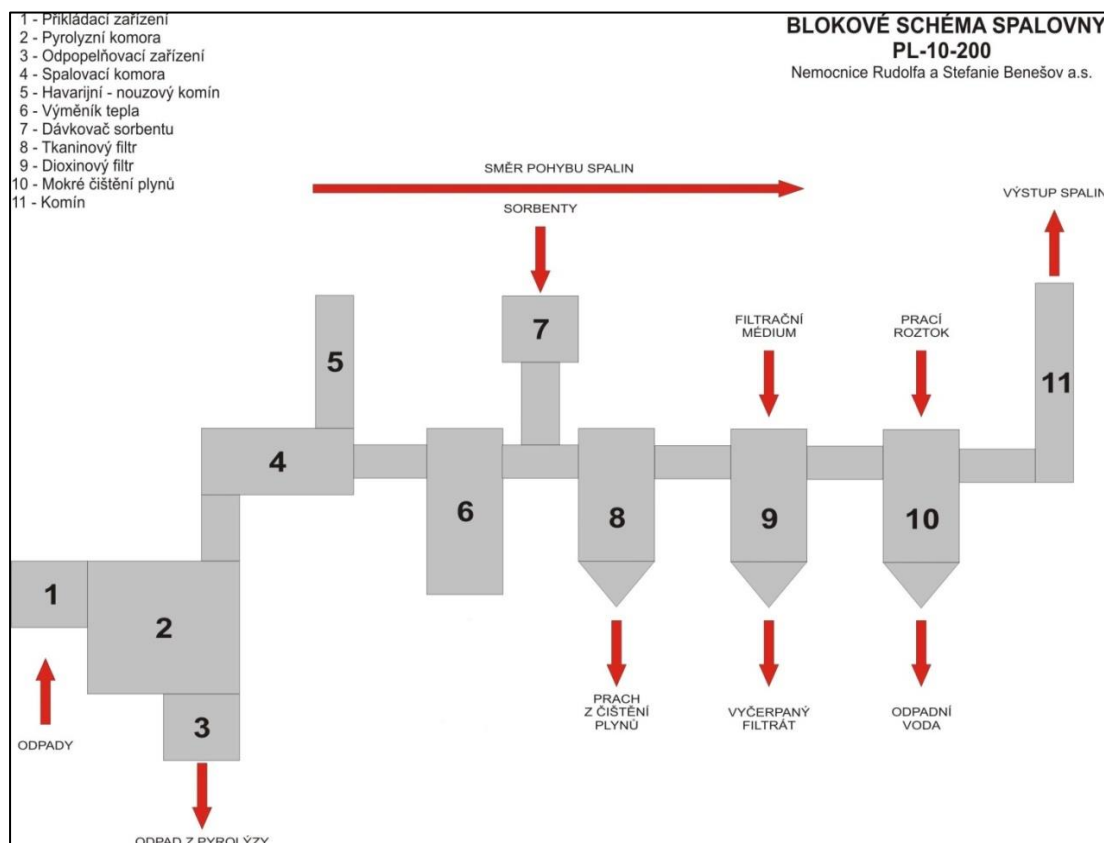 1 - Přikládací zařízení
2 - Pyrolyzní komora
3 - Odpopelňovací zařízení
4 - Spalovací komora
5 - Havarijní - nouzový komín
6 - Výměník tepla
7 - Dávkovač sorbentu
8 - Tkaninový filtr
9 - Dioxinový filtr
10 - Mokré čištění plynů
11 - Komín
BLOKOVÉ SCHÉMA SPALOVNY
PL-10-200
Nemocnice Rudolfa a Stefanie Benešov a.s.
SMĚR POHYBU SPALIN
SORBENTY
VÝSTUP SPALIN
FILTRAČNÍ
MÉDIUM
PRACÍ
ROZTOK
7
5
11
4
6
8
9
10
1
2
3
ODPADY
PRACH
Z ČIŠTĚNÍ
PLYNŮ
VYČERPANÝ
FILTRÁT
ODPADNÍ
VODA
ODPAD Z PYROLÝZY